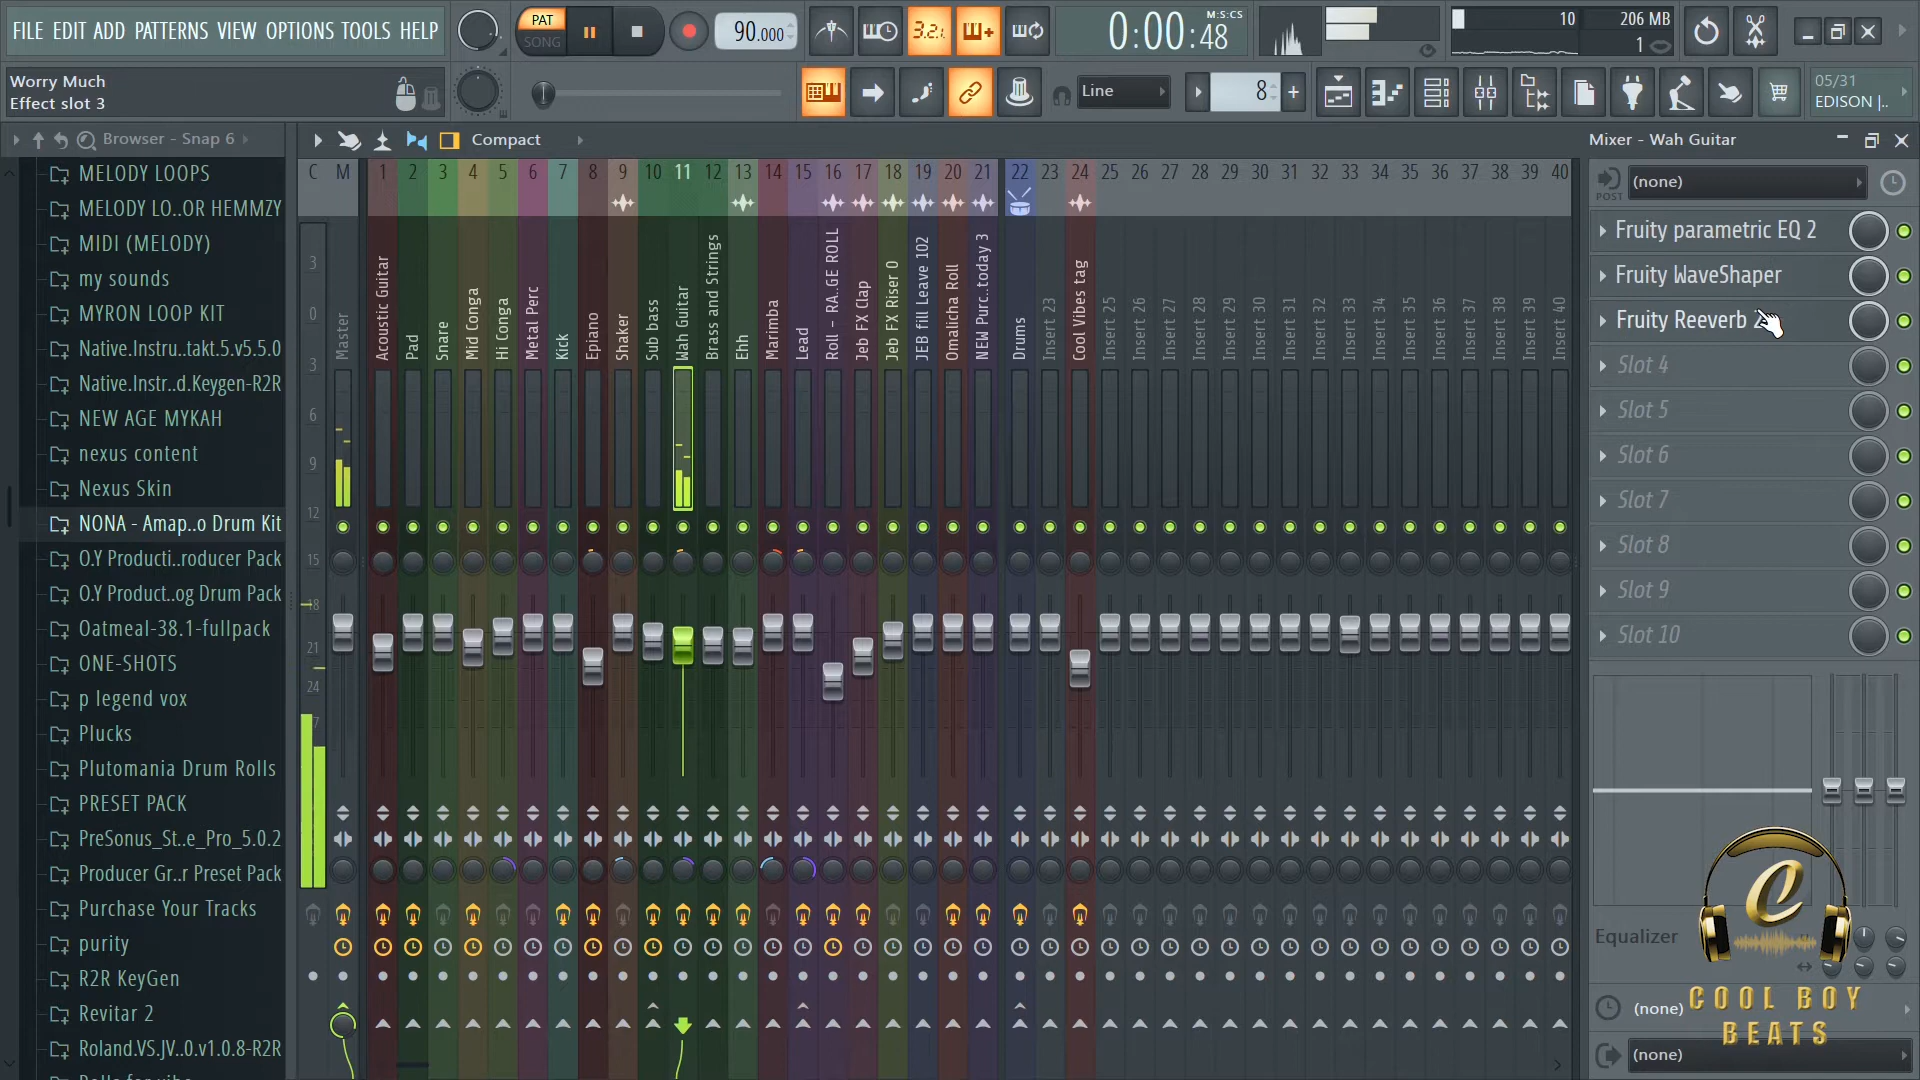 FILE EDIT ADD PATTERNS VIEW OPTIONS TOOLS HELP
PAT
SONG
90.000
3.2.
0:00:48
M:S:CS
10
206 MB
1
Worry Much
Effect slot 3
Line
8
05/31
EDISON |..
Browser - Snap 6
Compact
Mixer - Wah Guitar
MELODY LOOPS
MELODY LO..OR HEMMZY
MIDI (MELODY)
my sounds
MYRON LOOP KIT
Native.Instru..takt.5.v5.5.0
Native.Instr..d.Keygen-R2R
NEW AGE MYKAH
nexus content
Nexus Skin
NONA - Amap..o Drum Kit
O.Y Producti..roducer Pack
O.Y Product..og Drum Pack
Oatmeal-38.1-fullpack
ONE-SHOTS
p legend vox
Plucks
Plutomania Drum Rolls
PRESET PACK
PreSonus_St..e_Pro_5.0.2
Producer Gr..r Preset Pack
Purchase Your Tracks
purity
R2R KeyGen
Revitar 2
Roland.VS.JV..0.v1.0.8-R2R
C M 1 2 3 4 5 6 7 8 9 10 11 12 13 14 15 16 17 18 19 20 21 22 23 24 25 26 27 28 29 30 31 32 33 34 35 36 37 38 39 40
3
0
3
6
9
12
15
18
21
24
Master
Acoustic Guitar
Pad
Snare
Mid Conga
Hi Conga
Metal Perc
Kick
Epiano
Shaker
Sub bass
Wah Guitar
Brass and Strings
Ehh
Marimba
Lead
Roll - RA..GE ROLL
Jeb FX Clap
Jeb FX Riser 0
JEB fill Leave 102
Omalicha Roll
NEW Purc..today 3
Drums
Insert 23
Cool Vibes tag
Insert 25
Insert 26
Insert 27
Insert 28
Insert 29
Insert 30
Insert 31
Insert 32
Insert 33
Insert 34
Insert 35
Insert 36
Insert 37
Insert 38
Insert 39
Insert 40
POST
(none)
Fruity parametric EQ 2
Fruity WaveShaper
Fruity Reeverb
Slot 4
Slot 5
Slot 6
Slot 7
Slot 8
Slot 9
Slot 10
Equalizer
(none)
(none)
COOL BOY
BEATS